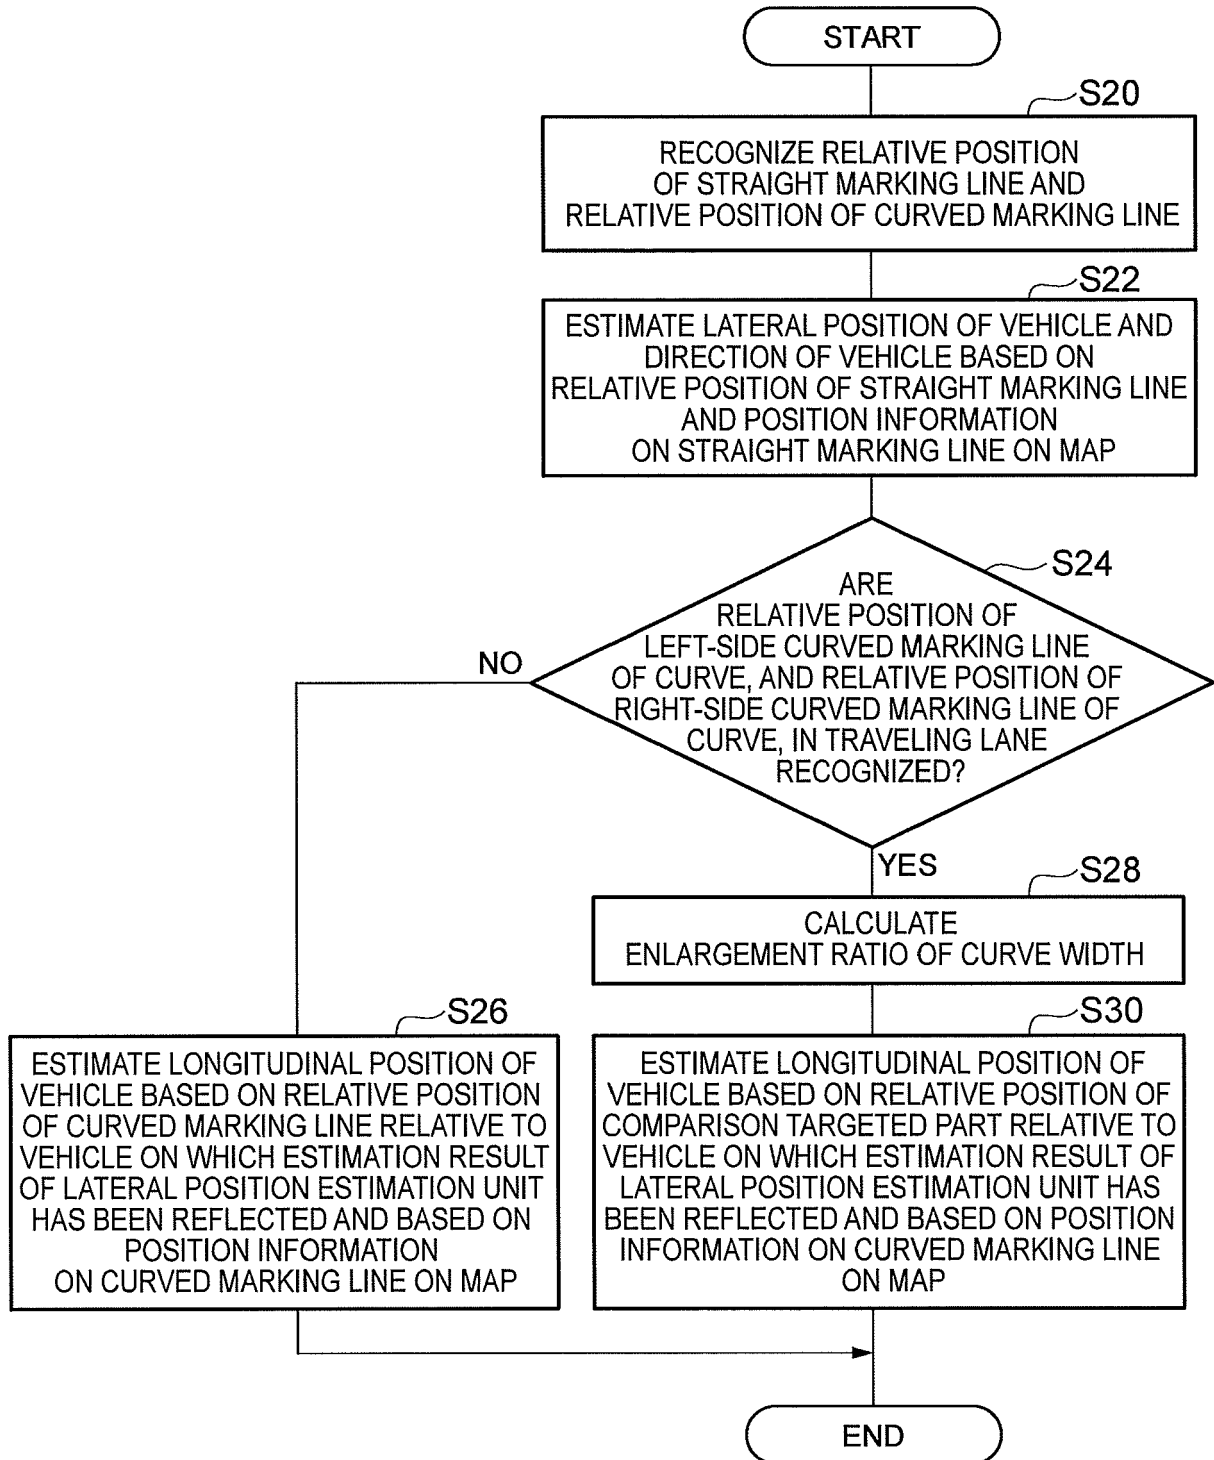 START
S20
RECOGNIZE RELATIVE POSITION
OF STRAIGHT MARKING LINE AND
RELATIVE POSITION OF CURVED MARKING LINE
S22
ESTIMATE LATERAL POSITION OF VEHICLE AND
DIRECTION OF VEHICLE BASED ON
RELATIVE POSITION OF STRAIGHT MARKING LINE
AND POSITION INFORMATION
ON STRAIGHT MARKING LINE ON MAP
S24
ARE
RELATIVE POSITION OF
LEFT-SIDE CURVED MARKING LINE
OF CURVE, AND RELATIVE POSITION OF
RIGHT-SIDE CURVED MARKING LINE OF
CURVE, IN TRAVELING LANE
RECOGNIZED?
NO
YES
S28
CALCULATE
ENLARGEMENT RATIO OF CURVE WIDTH
S26
ESTIMATE LONGITUDINAL POSITION OF
VEHICLE BASED ON RELATIVE POSITION
OF CURVED MARKING LINE RELATIVE TO
VEHICLE ON WHICH ESTIMATION RESULT
OF LATERAL POSITION ESTIMATION UNIT
HAS BEEN REFLECTED AND BASED ON
POSITION INFORMATION
ON CURVED MARKING LINE ON MAP
S30
ESTIMATE LONGITUDINAL POSITION OF
VEHICLE BASED ON RELATIVE POSITION OF
COMPARISON TARGETED PART RELATIVE TO
VEHICLE ON WHICH ESTIMATION RESULT OF
LATERAL POSITION ESTIMATION UNIT HAS
BEEN REFLECTED AND BASED ON POSITION
INFORMATION ON CURVED MARKING LINE
ON MAP
END